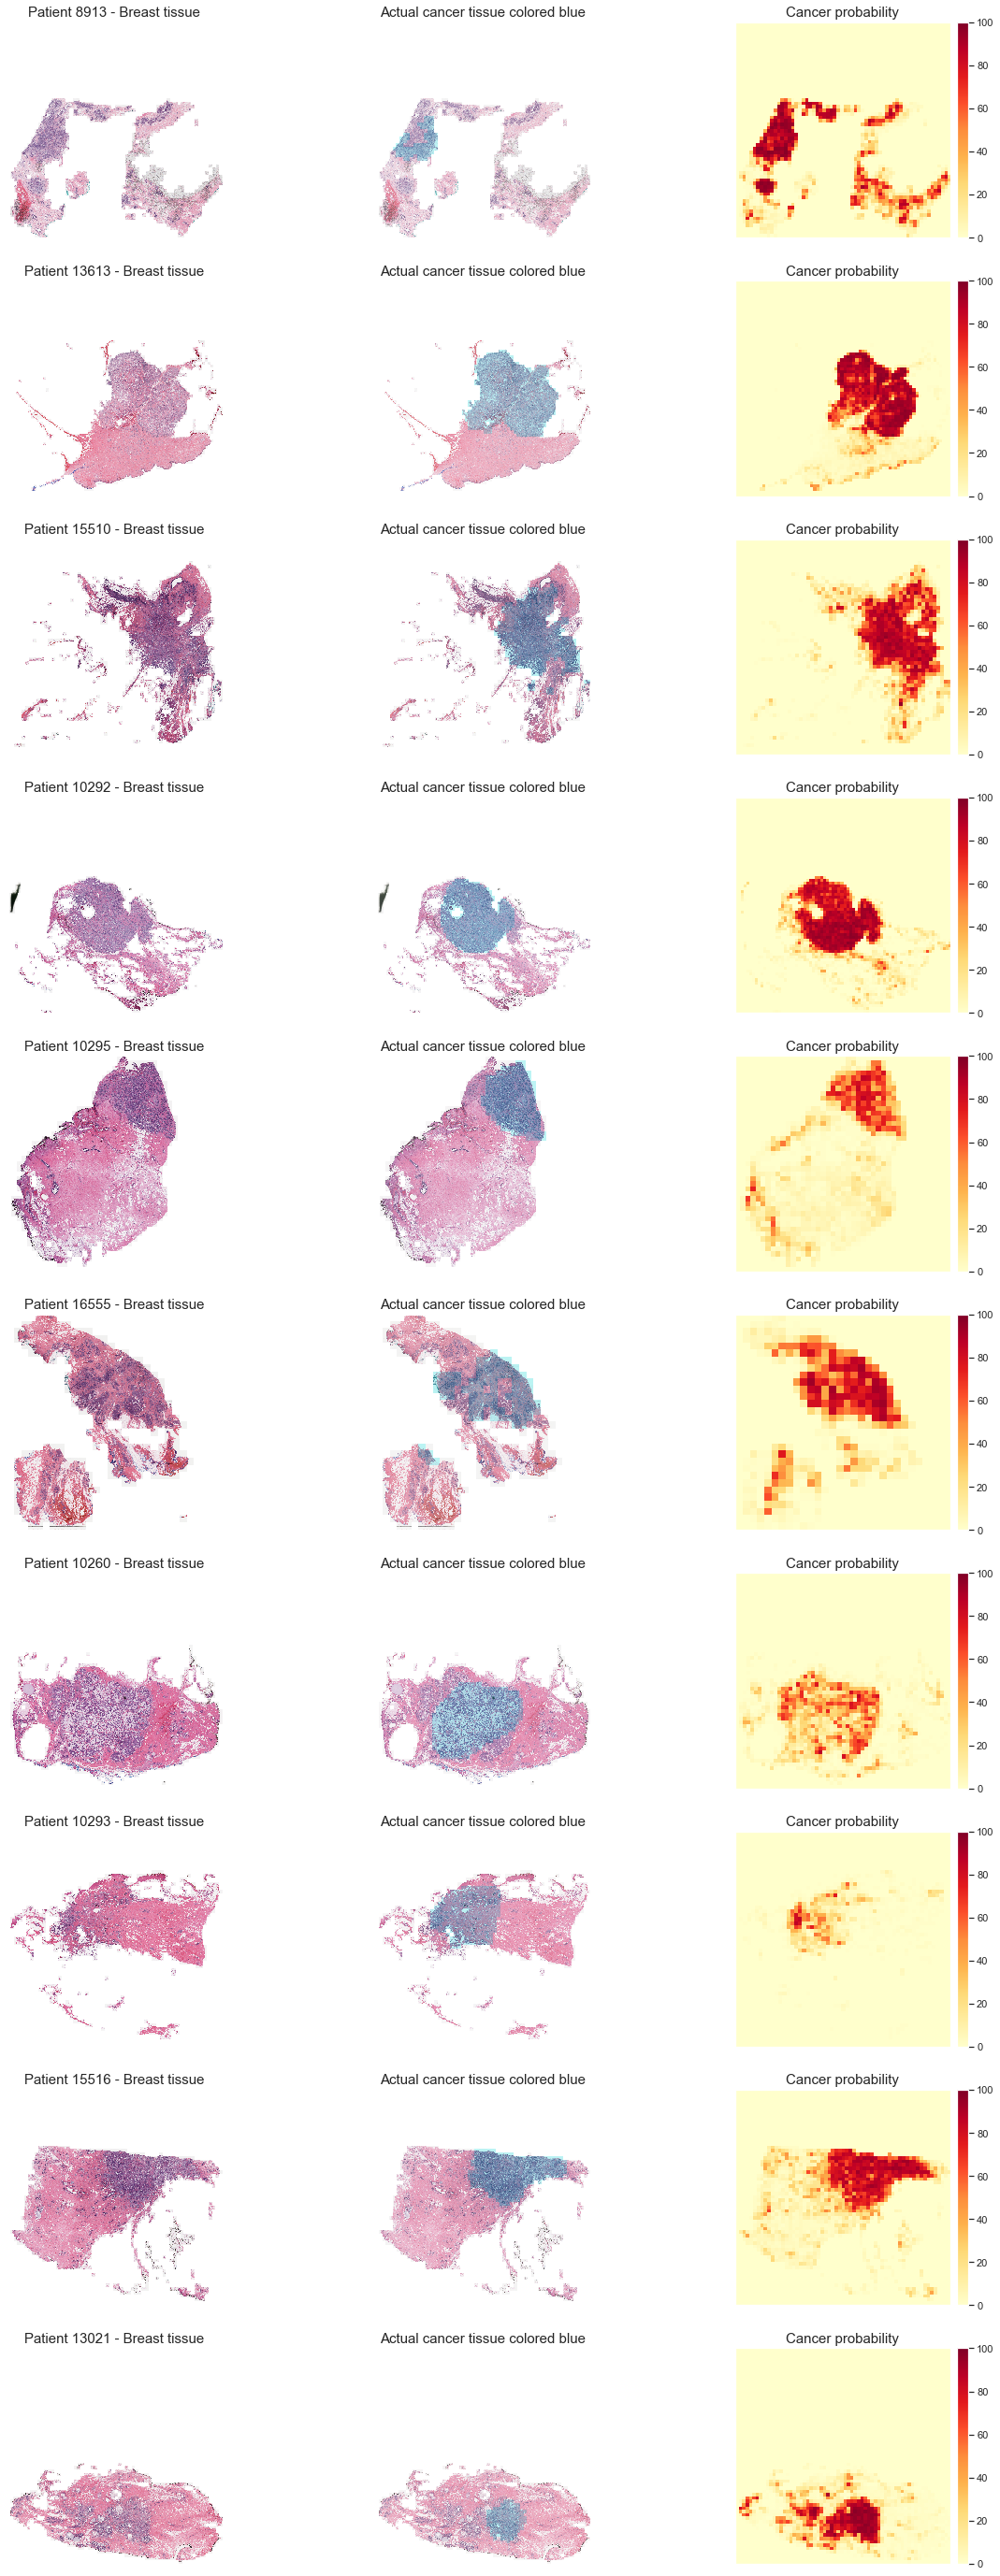 Patient 8913 - Breast tissue
Actual cancer tissue colored blue
Cancer probability
100
80
60
40
20
0
Patient 13613 - Breast tissue
Actual cancer tissue colored blue
Cancer probability
100
80
60
40
20
0
Patient 15510 - Breast tissue
Actual cancer tissue colored blue
Cancer probability
100
80
60
40
20
0
Patient 10292 - Breast tissue
Actual cancer tissue colored blue
Cancer probability
100
80
60
40
20
0
Patient 10295 - Breast tissue
Actual cancer tissue colored blue
Cancer probability
100
80
60
40
20
0
Patient 16555 - Breast tissue
Actual cancer tissue colored blue
Cancer probability
100
80
60
40
20
0
Patient 10260 - Breast tissue
Actual cancer tissue colored blue
Cancer probability
100
80
60
40
20
0
Patient 10293 - Breast tissue
Actual cancer tissue colored blue
Cancer probability
100
80
60
40
20
0
Patient 15516 - Breast tissue
Actual cancer tissue colored blue
Cancer probability
100
80
60
40
20
0
Patient 13021 - Breast tissue
Actual cancer tissue colored blue
Cancer probability
100
80
60
40
20
0